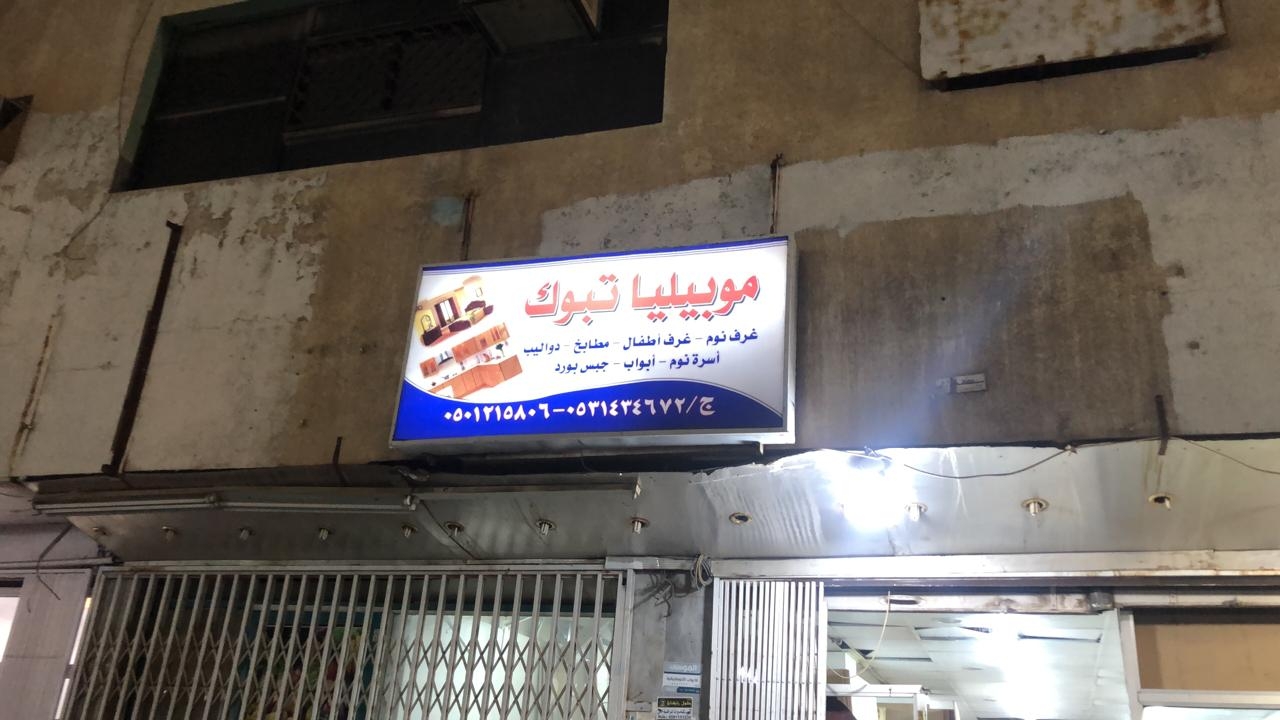 موبيليا تبوك
غرف نوم - غرف أطفال - مطابخ - دواليب
أسرة نوم - أبواب - جبس بورد
ج/٠٥٣١٤٣٤٦٧٢-٠٥٠١٢١٥٨٠٦